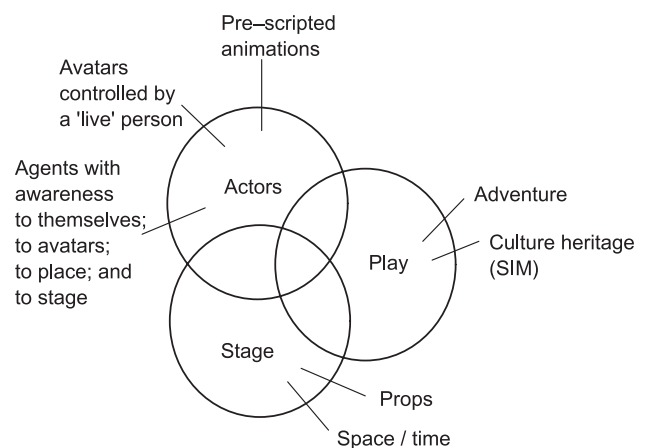 Pre–scripted
animations
Avatars
controlled by
a 'live' person
Agents with
awareness
to themselves;
to avatars;
to place; and
to stage
Actors
Adventure
Culture heritage
(SIM)
Play
Stage
Props
Space / time